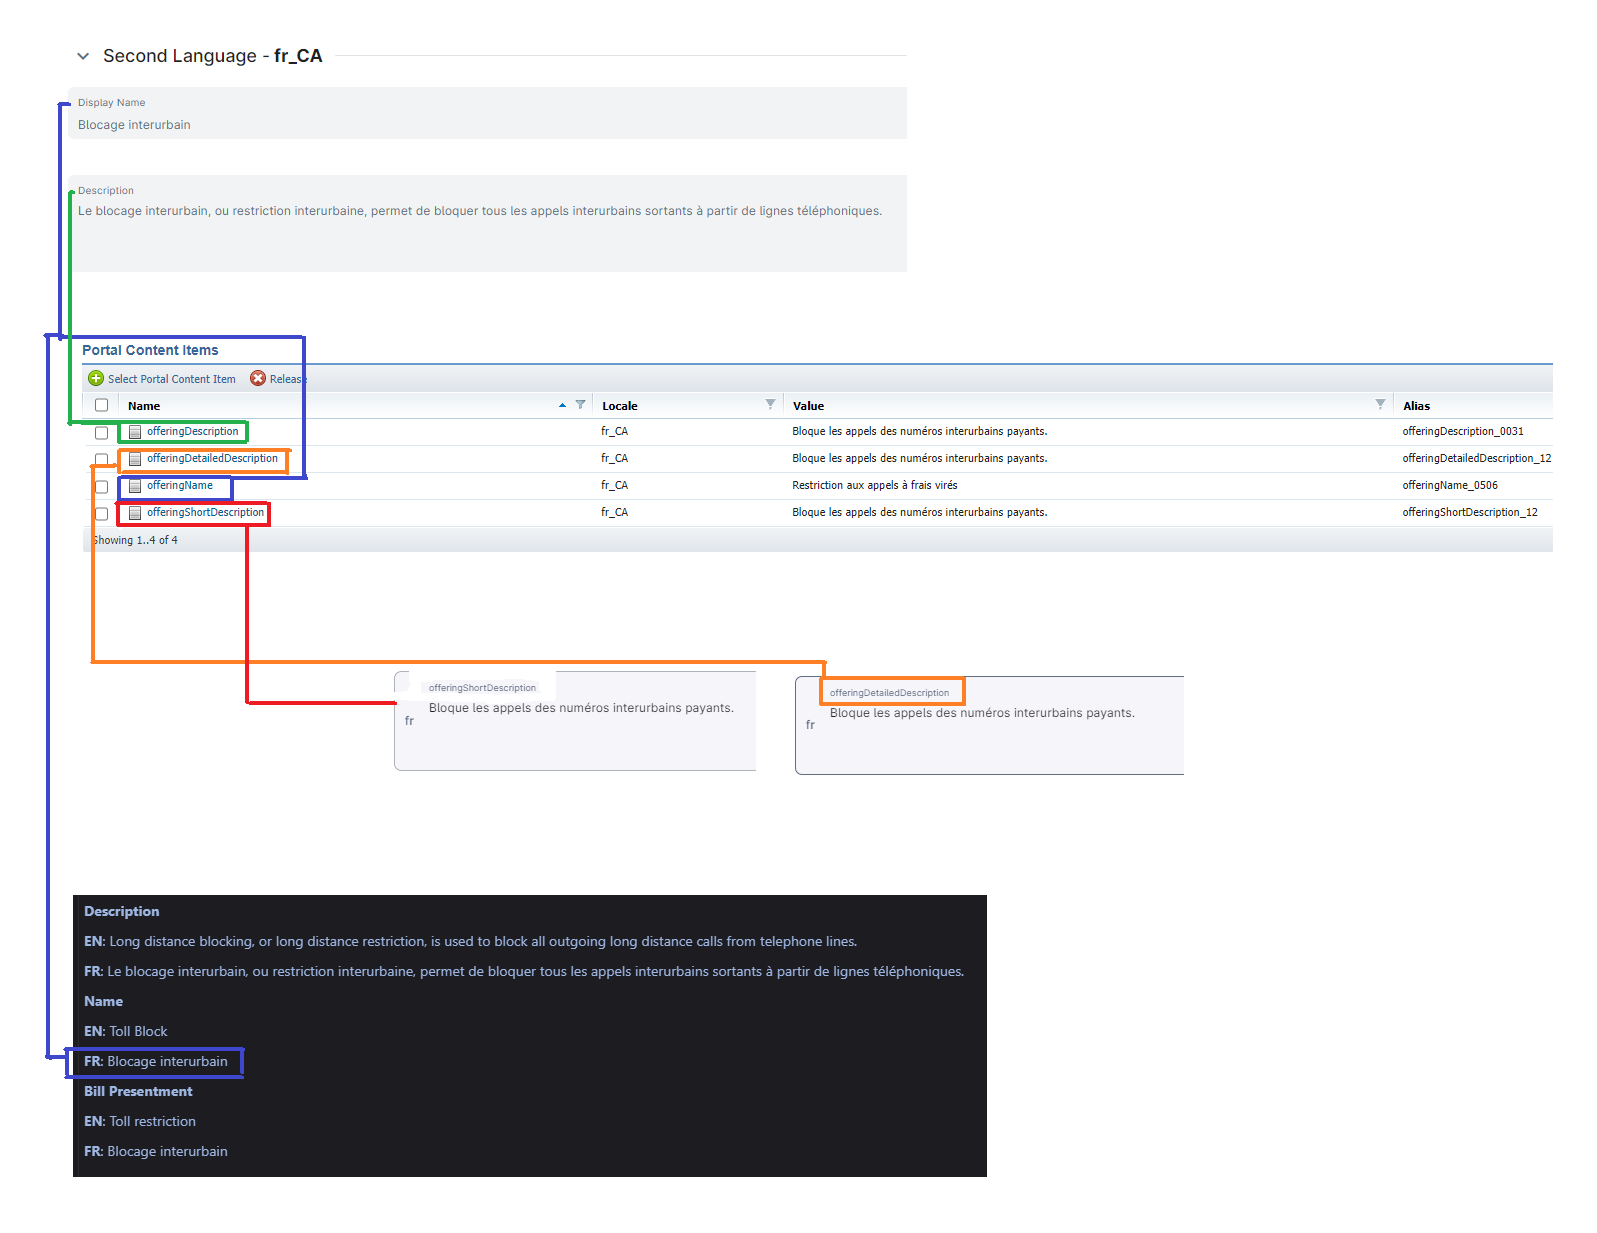 Second Language - fr_CA
Display Name
Blocage interurbain
Description
Le blocage interurbain, ou restriction interurbaine, permet de bloquer tous les appels interurbains sortants à partir de lignes téléphoniques.
Portal Content Items
Select Portal Content Item Release
Name Locale Value Alias
offeringDescription fr_CA Bloque les appels des numéros interurbains payants. offeringDescription_0031
offeringDetailedDescription fr_CA Bloque les appels des numéros interurbains payants. offeringDetailedDescription_12
offeringName fr_CA Restriction aux appels à frais virés offeringName_0506
offeringShortDescription fr_CA Bloque les appels des numéros interurbains payants. offeringShortDescription_12
Showing 1..4 of 4
offeringShortDescription
Bloque les appels des numéros interurbains payants.
fr
offeringDetailedDescription
Bloque les appels des numéros interurbains payants.
fr
Description
EN: Long distance blocking, or long distance restriction, is used to block all outgoing long distance calls from telephone lines.
FR: Le blocage interurbain, ou restriction interurbaine, permet de bloquer tous les appels interurbains sortants à partir de lignes téléphoniques.
Name
EN: Toll Block
FR: Blocage interurbain
Bill Presentment
EN: Toll restriction
FR: Blocage interurbain